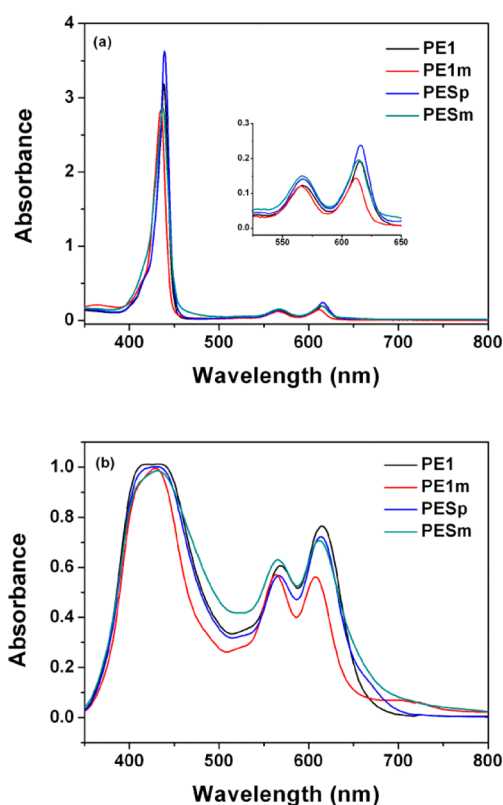 (a)
PE1
PE1m
PESp
PESm
4
3
2
1
0
Absorbance
0.3
0.2
0.1
0.0
550 600 650
400 500 600 700 800
Wavelength (nm)
(b)
PE1
PE1m
PESp
PESm
1.0
0.8
0.6
0.4
0.2
0.0
Absorbance
400 500 600 700 800
Wavelength (nm)